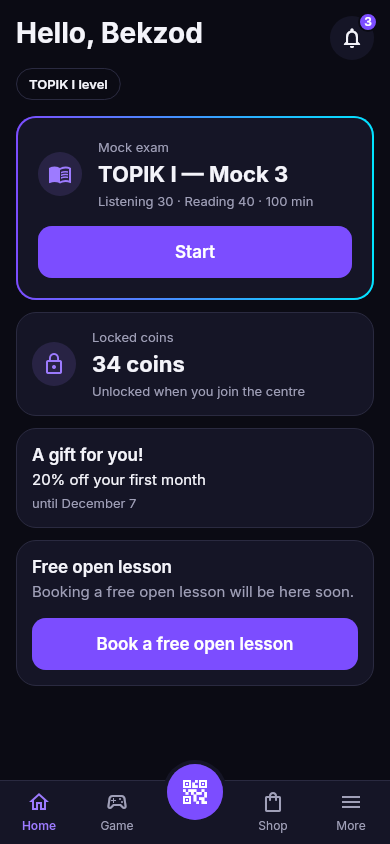 Hello, Bekzod
3
TOPIK I level
Mock exam
TOPIK I — Mock 3
Listening 30 · Reading 40 · 100 min
Start
Locked coins
34 coins
Unlocked when you join the centre
A gift for you!
20% off your first month
until December 7
Free open lesson
Booking a free open lesson will be here soon.
Book a free open lesson
Home
Game
Shop
More